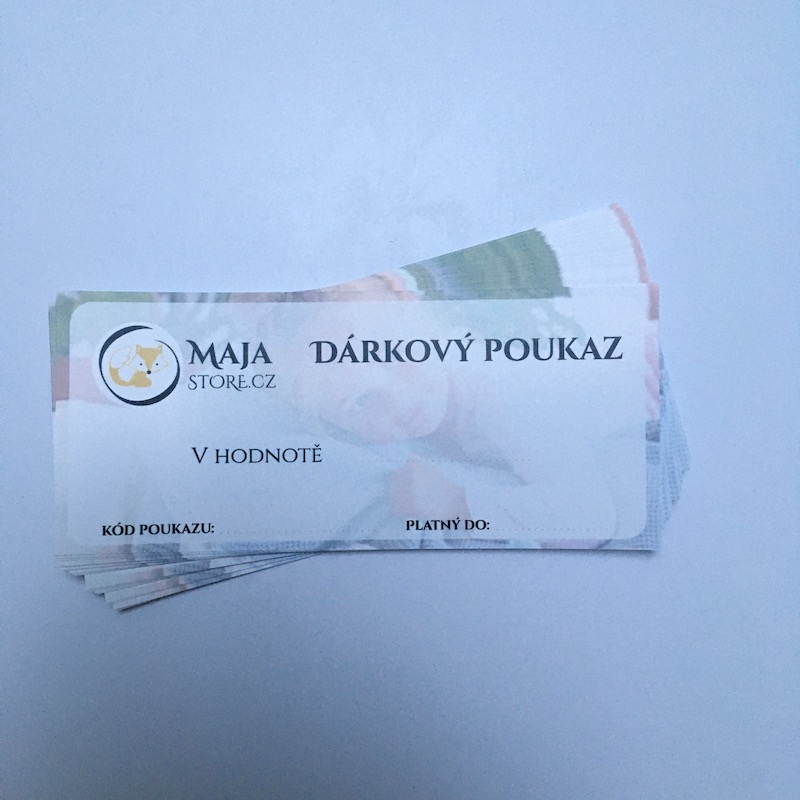 MAJA
STORE.CZ
DÁRKOVÝ POUKAZ
V HODNOTĚ
KÓD POUKAZU:
PLATNÝ DO: